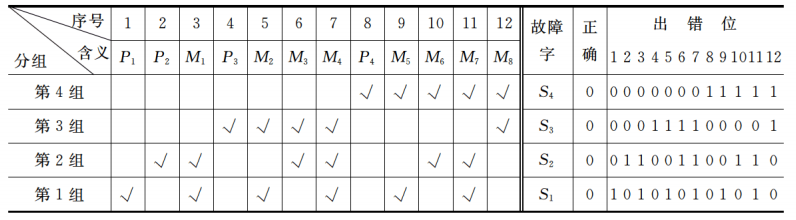 序号 1 2 3 4 5 6 7 8 9 10 11 12 故障字 正确 出错位
分组 含义 P₁ P₂ M₁ P₃ M₂ M₃ M₄ P₄ M₅ M₆ M₇ M₈ 1 2 3 4 5 6 7 8 9 10 11 12
第 4 组 √ √ √ √ √ S₄ 0 0 0 0 0 0 0 0 1 1 1 1 1
第 3 组 √ √ √ √ √ S₃ 0 0 0 0 1 1 1 1 0 0 0 0 1
第 2 组 √ √ √ √ √ √ S₂ 0 0 1 1 0 0 1 1 0 0 1 1 0
第 1 组 √ √ √ √ √ √ S₁ 0 1 0 1 0 1 0 1 0 1 0 1 0